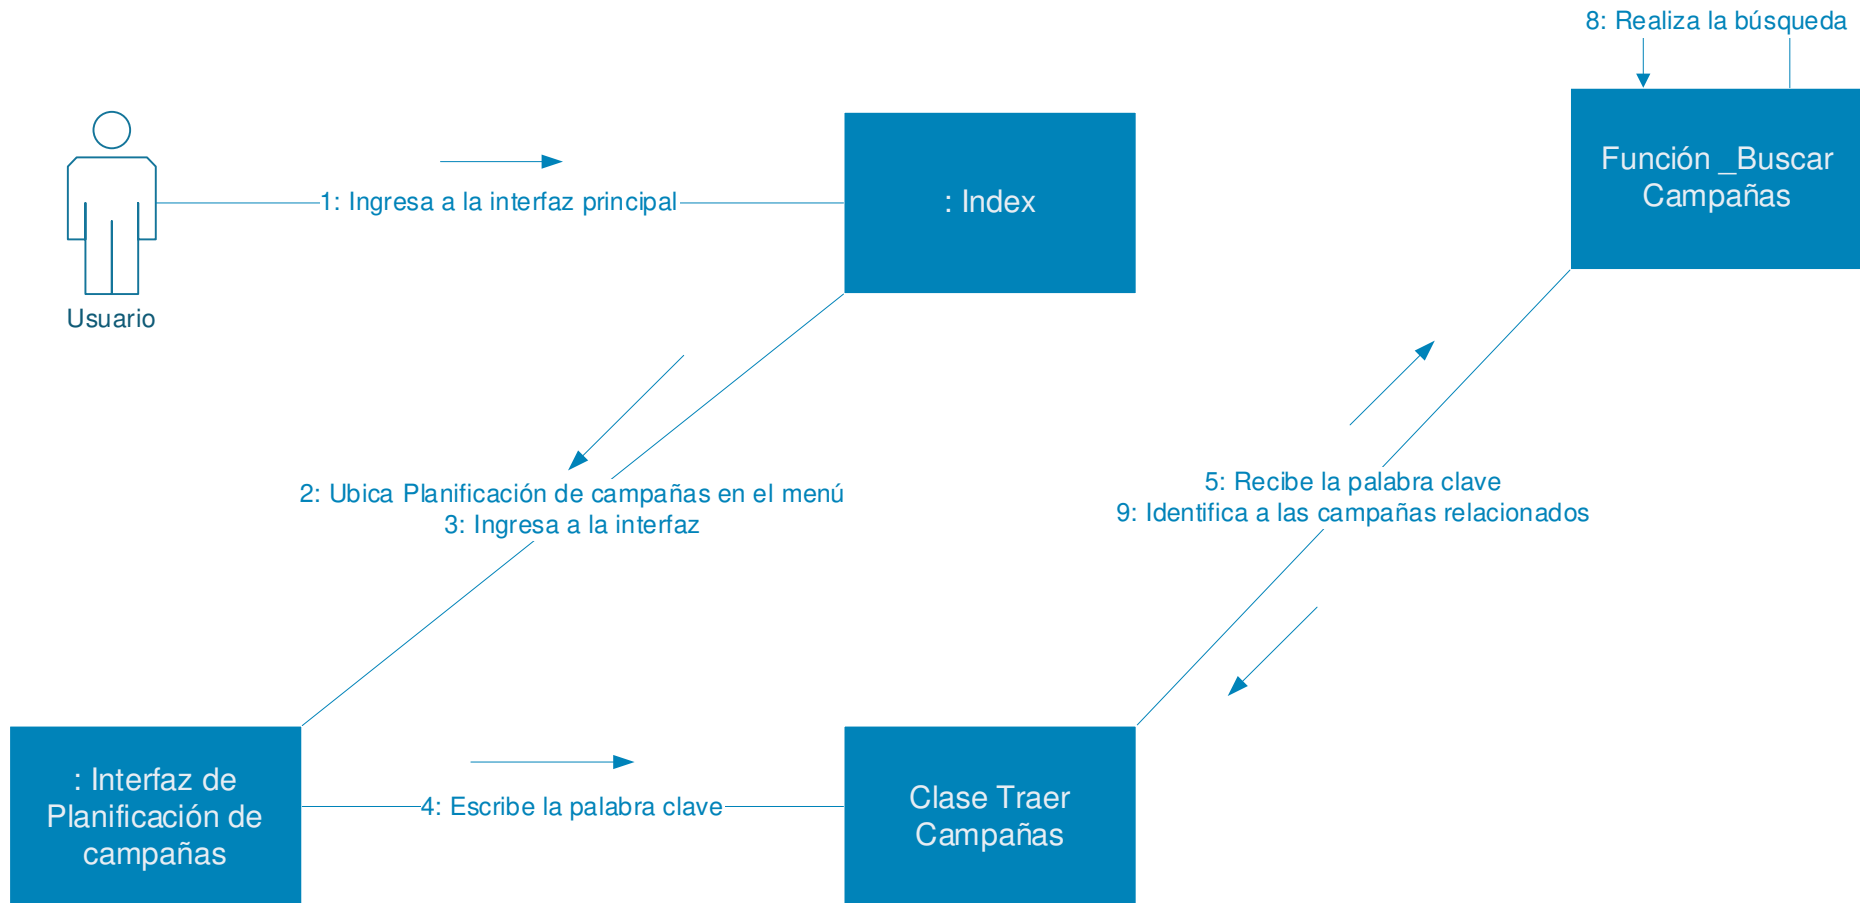 8: Realiza la búsqueda
Función _Buscar
Campañas
1: Ingresa a la interfaz principal
: Index
Usuario
2: Ubica Planificación de campañas en el menú
3: Ingresa a la interfaz
5: Recibe la palabra clave
9: Identifica a las campañas relacionados
: Interfaz de
Planificación de
campañas
4: Escribe la palabra clave
Clase Traer
Campañas